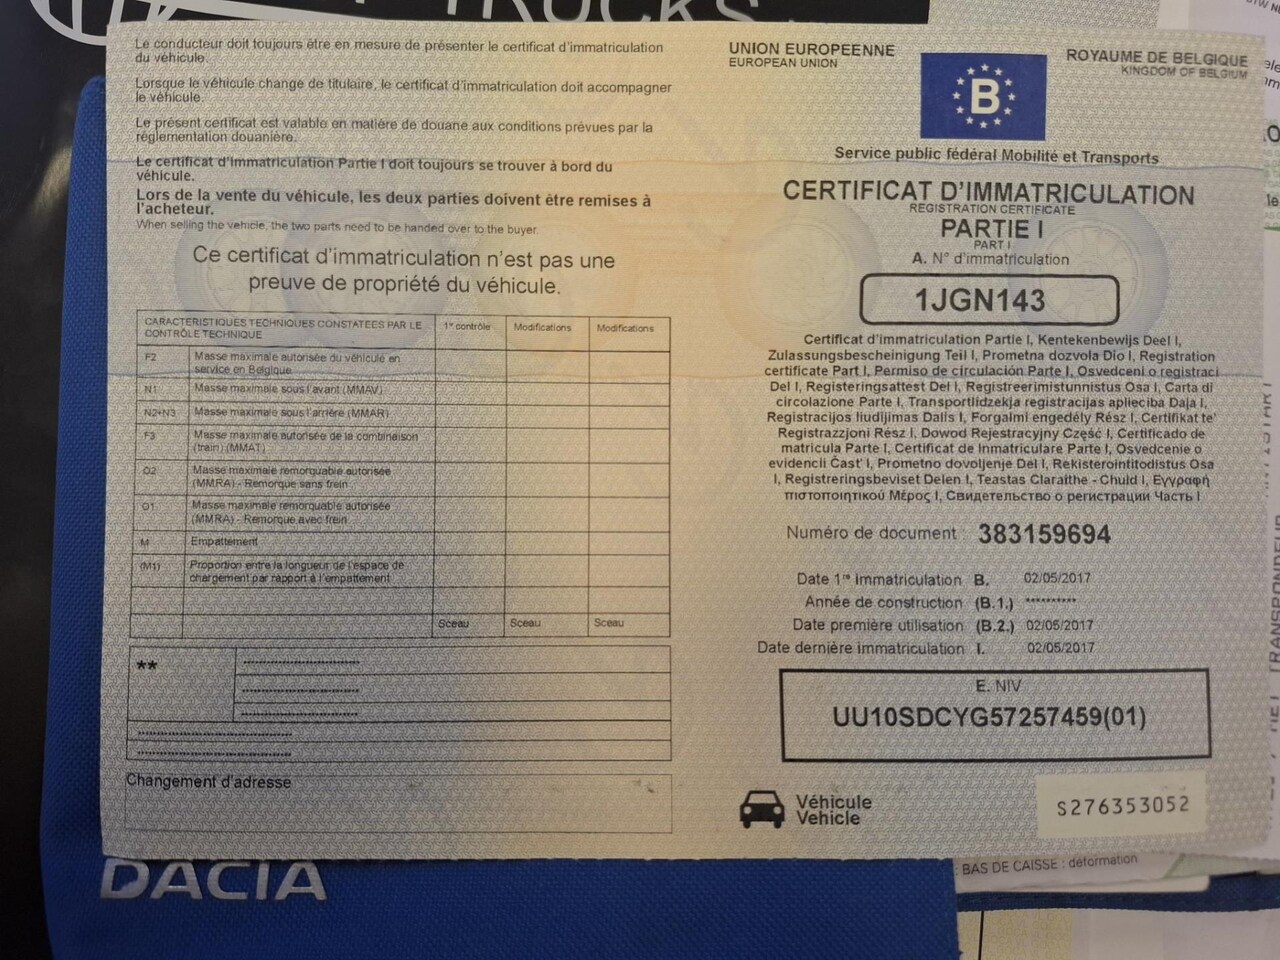 TRUCKS
Le conducteur doit toujours être en mesure de présenter le certificat d'immatriculation
du véhicule.
Lorsque le véhicule change de titulaire, le certificat d'immatriculation doit accompagner
le véhicule.
Le présent certificat est valable en matière de douane aux conditions prévues par la
réglementation douanière.
Le certificat d'immatriculation Partie I doit toujours se trouver à bord du
véhicule.
Lors de la vente du véhicule, les deux parties doivent être remises à
l'acheteur.
When selling the vehicle, the two parts need to be handed over to the buyer.
Ce certificat d'immatriculation n'est pas une
preuve de propriété du véhicule.
CARACTERISTIQUES TECHNIQUES CONSTATEES PAR LE
CONTRÔLE TECHNIQUE
1° contrôle
Modifications
Modifications
F2 Masse maximale autorisée du véhicule en
service en Belgique
N1 Masse maximale sous l'avant (MMAV)
N2+N3 Masse maximale sous l'arrière (MMAR)
F3 Masse maximale autorisée de la combinaison
(train) (MMAT)
O2 Masse maximale remorquable autorisée
(MMRA) - Remorque sans frein
O1 Masse maximale remorquable autorisée
(MMRA) - Remorque avec frein
M Empattement
(M1) Proportion entre la longueur de l'espace de
chargement par rapport à l'empattement
Sceau Sceau Sceau
**
Changement d'adresse
UNION EUROPEENNE
EUROPEAN UNION
B
ROYAUME DE BELGIQUE
KINGDOM OF BELGIUM
Service public fédéral Mobilité et Transports
CERTIFICAT D'IMMATRICULATION
REGISTRATION CERTIFICATE
PARTIE I
PART I
A. N° d'immatriculation
1JGN143
Certificat d'immatriculation Partie I, Kentekenbewijs Deel I,
Zulassungsbescheinigung Teil I, Prometna dozvola Dio I, Registration
certificate Part I, Permiso de circulación Parte I, Osvedceni o registraci
Del I, Registeringsattest Del I, Registreerimistunnistus Osa I, Carta di
circolazione Parte I, Transportlidzekja registracijas aplieciba Daļa I,
Registracijos liudijimas Dalis I, Forgalmi engedély Rész I, Certifikat te'
Registrazzjoni Rész I, Dowod Rejestracyjny Część I, Certificado de
matricula Parte I, Certificat de Inmatriculare Parte I, Osvedcenie o
evidencii Čast' I, Prometno dovoljenje Del I, Rekisterointitodistus Osa
I, Registreringsbeviset Delen I, Teastas Claraithe - Chuid I, Εγγραφή
πιστοποιητικού Μέρος I, Свидетельство о регистрации Часть I
Numéro de document 383159694
Date 1re Immatriculation B. 02/05/2017
Année de construction (B.1.) **********
Date première utilisation (B.2.) 02/05/2017
Date dernière immatriculation I. 02/05/2017
E. NIV
UU10SDCYG57257459(01)
Véhicule
Vehicle
S276353052
BAS DE CAISSE : déformation
DACIA